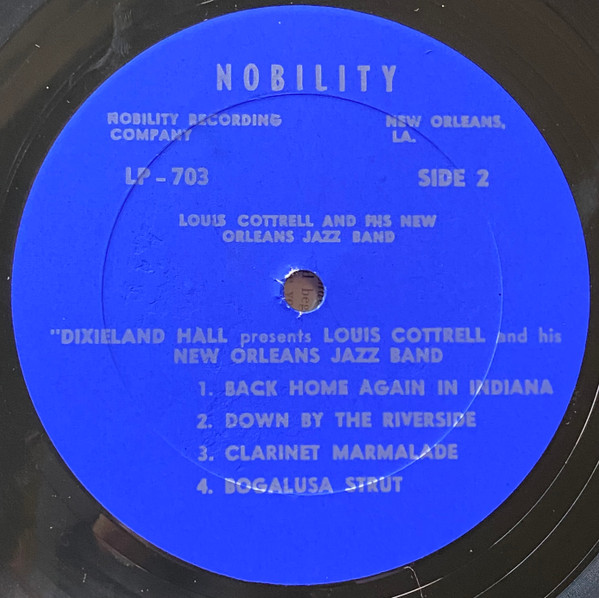 NOBILITY
NOBILITY RECORDING COMPANY
NEW ORLEANS, LA.
LP-703
SIDE 2
LOUIS COTTRELL AND HIS NEW
ORLEANS JAZZ BAND
"DIXIELAND HALL presents LOUIS COTTRELL and his
NEW ORLEANS JAZZ BAND
1. BACK HOME AGAIN IN INDIANA
2. DOWN BY THE RIVERSIDE
3. CLARINET MARMALADE
4. BOGALUSA STRUT